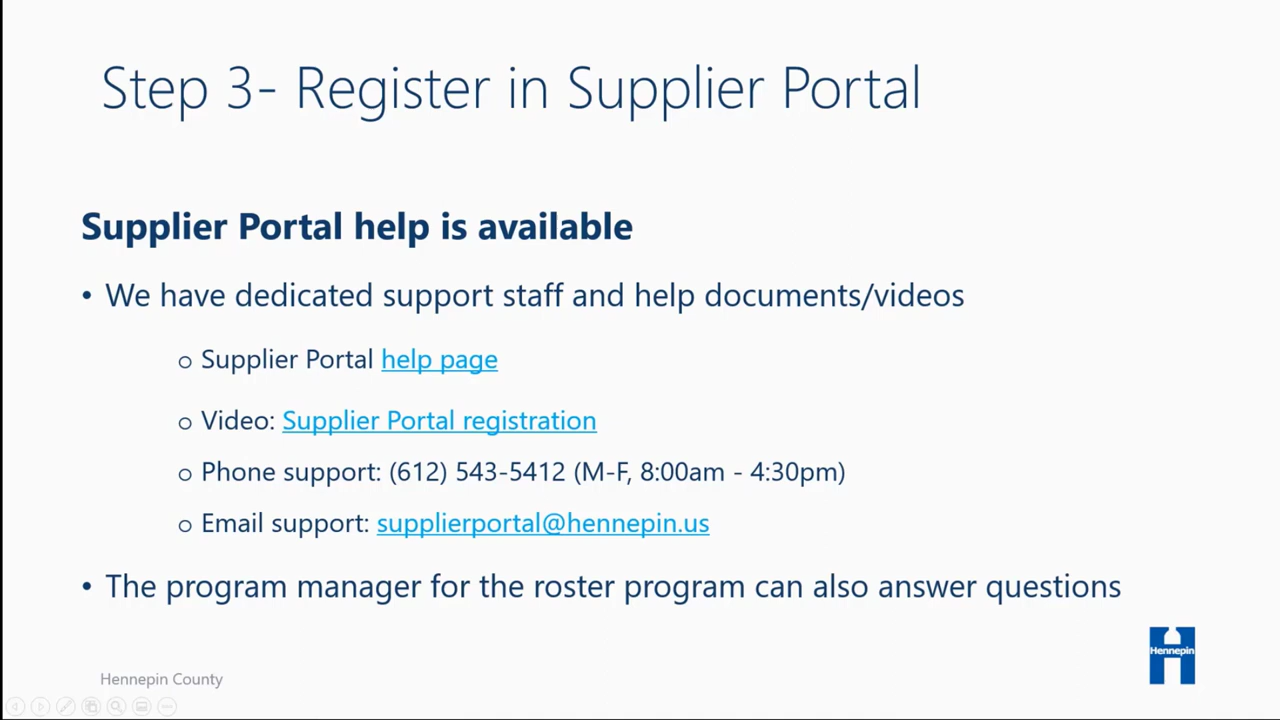 Step 3- Register in Supplier Portal
Supplier Portal help is available
• We have dedicated support staff and help documents/videos
o Supplier Portal help page
o Video: Supplier Portal registration
o Phone support: (612) 543-5412 (M-F, 8:00am - 4:30pm)
o Email support: supplierportal@hennepin.us
• The program manager for the roster program can also answer questions
Hennepin
Hennepin County